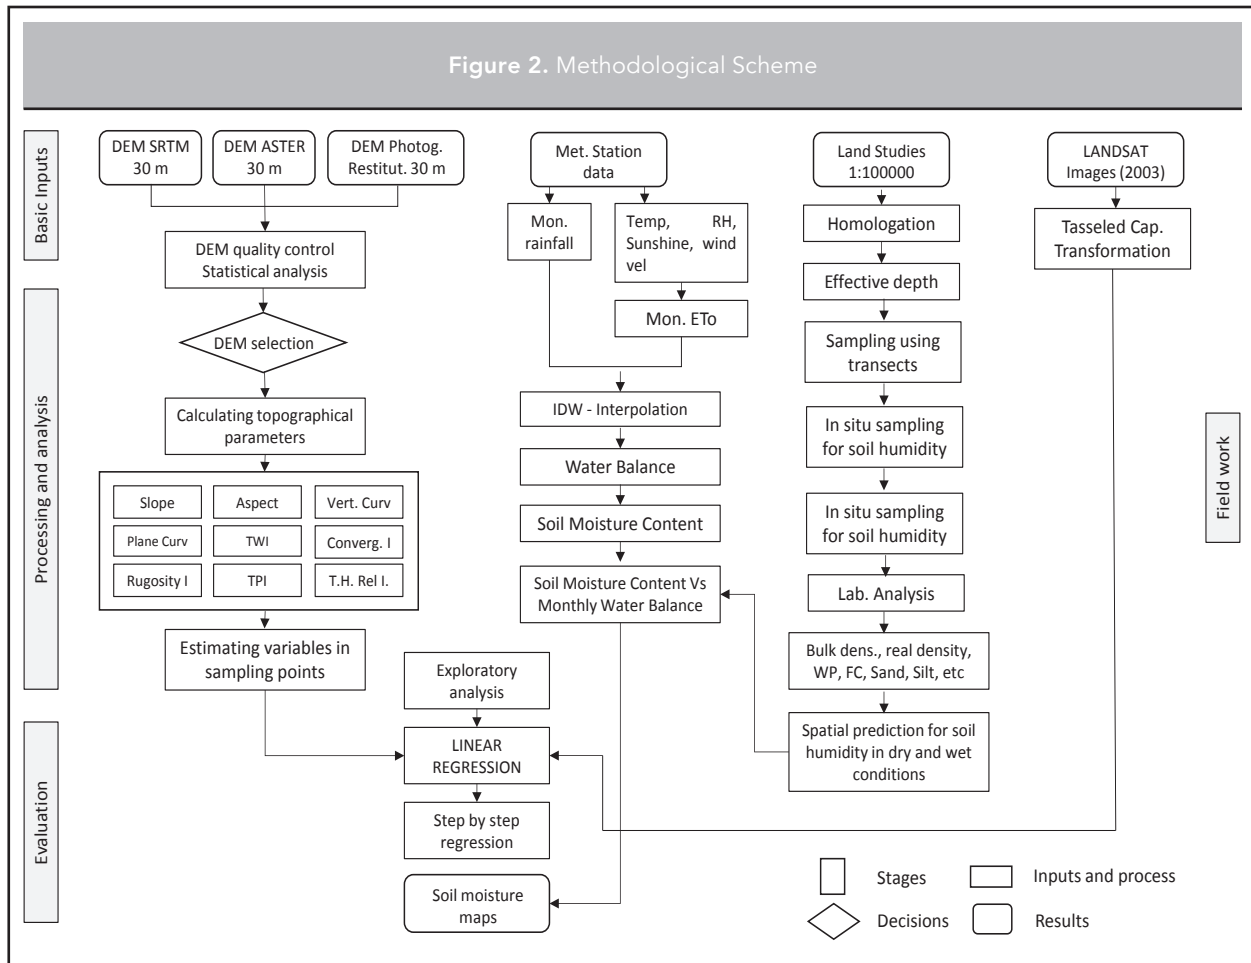 Figure 2. Methodological Scheme
Basic Inputs
Processing and analysis
Evaluation
Field work
DEM SRTM
30 m
DEM ASTER
30 m
DEM Photog.
Restitut. 30 m
DEM quality control
Statistical analysis
DEM selection
Calculating topographical
parameters
Slope
Aspect
Vert. Curv
Plane Curv
TWI
Converg. I
Rugosity I
TPI
T.H. Rel I.
Estimating variables in
sampling points
Met. Station
data
Mon.
rainfall
Temp, RH,
Sunshine, wind
vel
Mon. ETo
IDW - Interpolation
Water Balance
Soil Moisture Content
Soil Moisture Content Vs
Monthly Water Balance
Exploratory
analysis
LINEAR
REGRESSION
Step by step
regression
Soil moisture
maps
Land Studies
1:100000
Homologation
Effective depth
Sampling using
transects
In situ sampling
for soil humidity
In situ sampling
for soil humidity
Lab. Analysis
Bulk dens., real density,
WP, FC, Sand, Silt, etc
Spatial prediction for soil
humidity in dry and wet
conditions
LANDSAT
Images (2003)
Tasseled Cap.
Transformation
Stages
Inputs and process
Decisions
Results